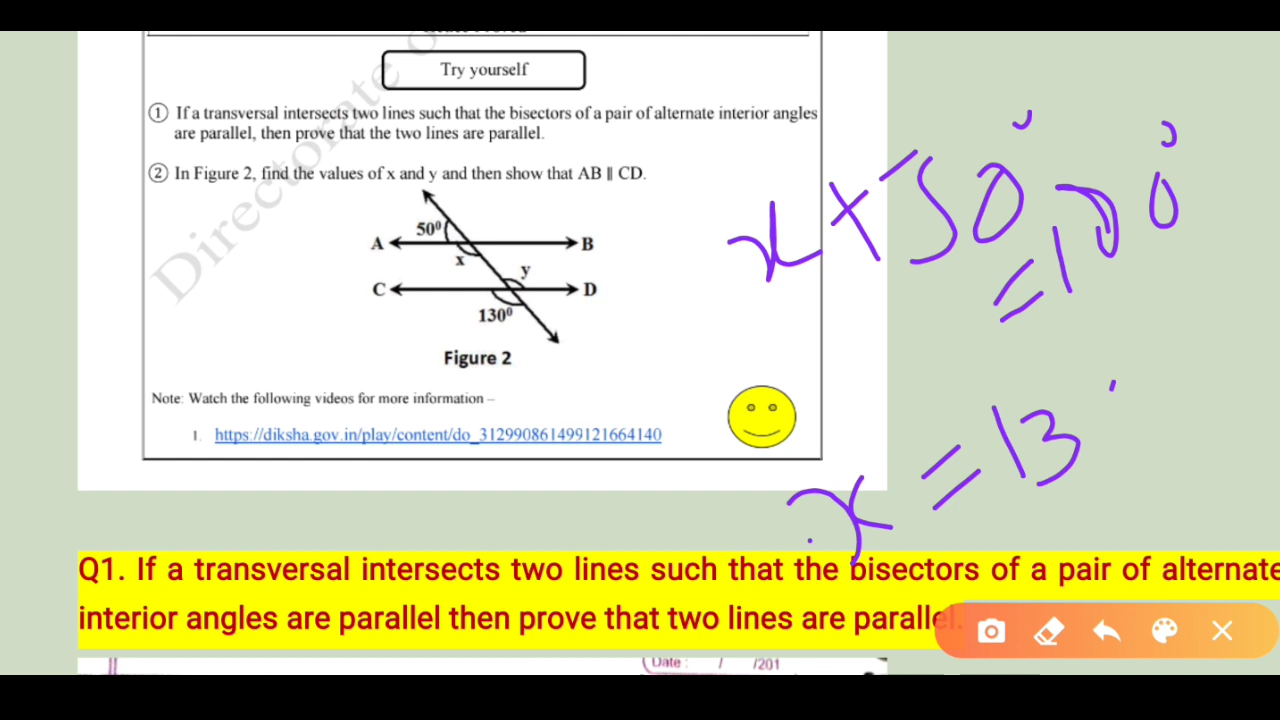 Try yourself
① If a transversal intersects two lines such that the bisectors of a pair of alternate interior angles
are parallel, then prove that the two lines are parallel.
② In Figure 2, find the values of x and y and then show that AB ∥ CD.
Directorate o
50⁰
A B
x
y
C D
130⁰
Figure 2
Note: Watch the following videos for more information –
1. https://diksha.gov.in/play/content/do_312990861499121664140
x+50°
=180°
x=13
Q1. If a transversal intersects two lines such that the bisectors of a pair of alternate
interior angles are parallel then prove that two lines are parallel.
Date : / /201